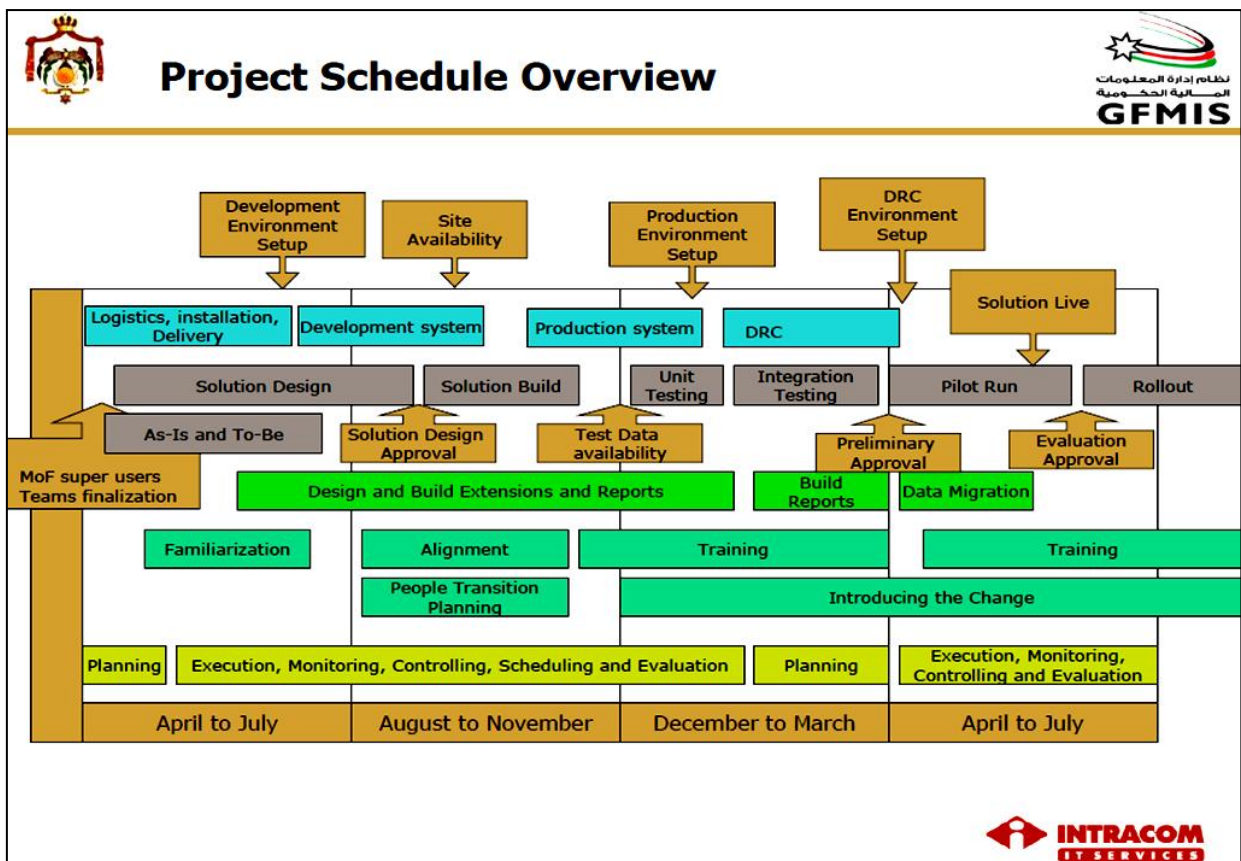 Project Schedule Overview
نظام إدارة المعلومات
المالية الحكومية
GFMIS
Development
Environment
Setup
Site
Availability
Production
Environment
Setup
DRC
Environment
Setup
Solution Live
Logistics, installation,
Delivery
Development system
Production system
DRC
Solution Design
Solution Build
Unit
Testing
Integration
Testing
Pilot Run
Rollout
As-Is and To-Be
Solution Design
Approval
Test Data
availability
Preliminary
Approval
Evaluation
Approval
MoF super users
Teams finalization
Design and Build Extensions and Reports
Build
Reports
Data Migration
Familiarization
Alignment
Training
Training
People Transition
Planning
Introducing the Change
Planning
Execution, Monitoring, Controlling, Scheduling and Evaluation
Planning
Execution, Monitoring,
Controlling and Evaluation
April to July
August to November
December to March
April to July
INTRACOM
IT SERVICES